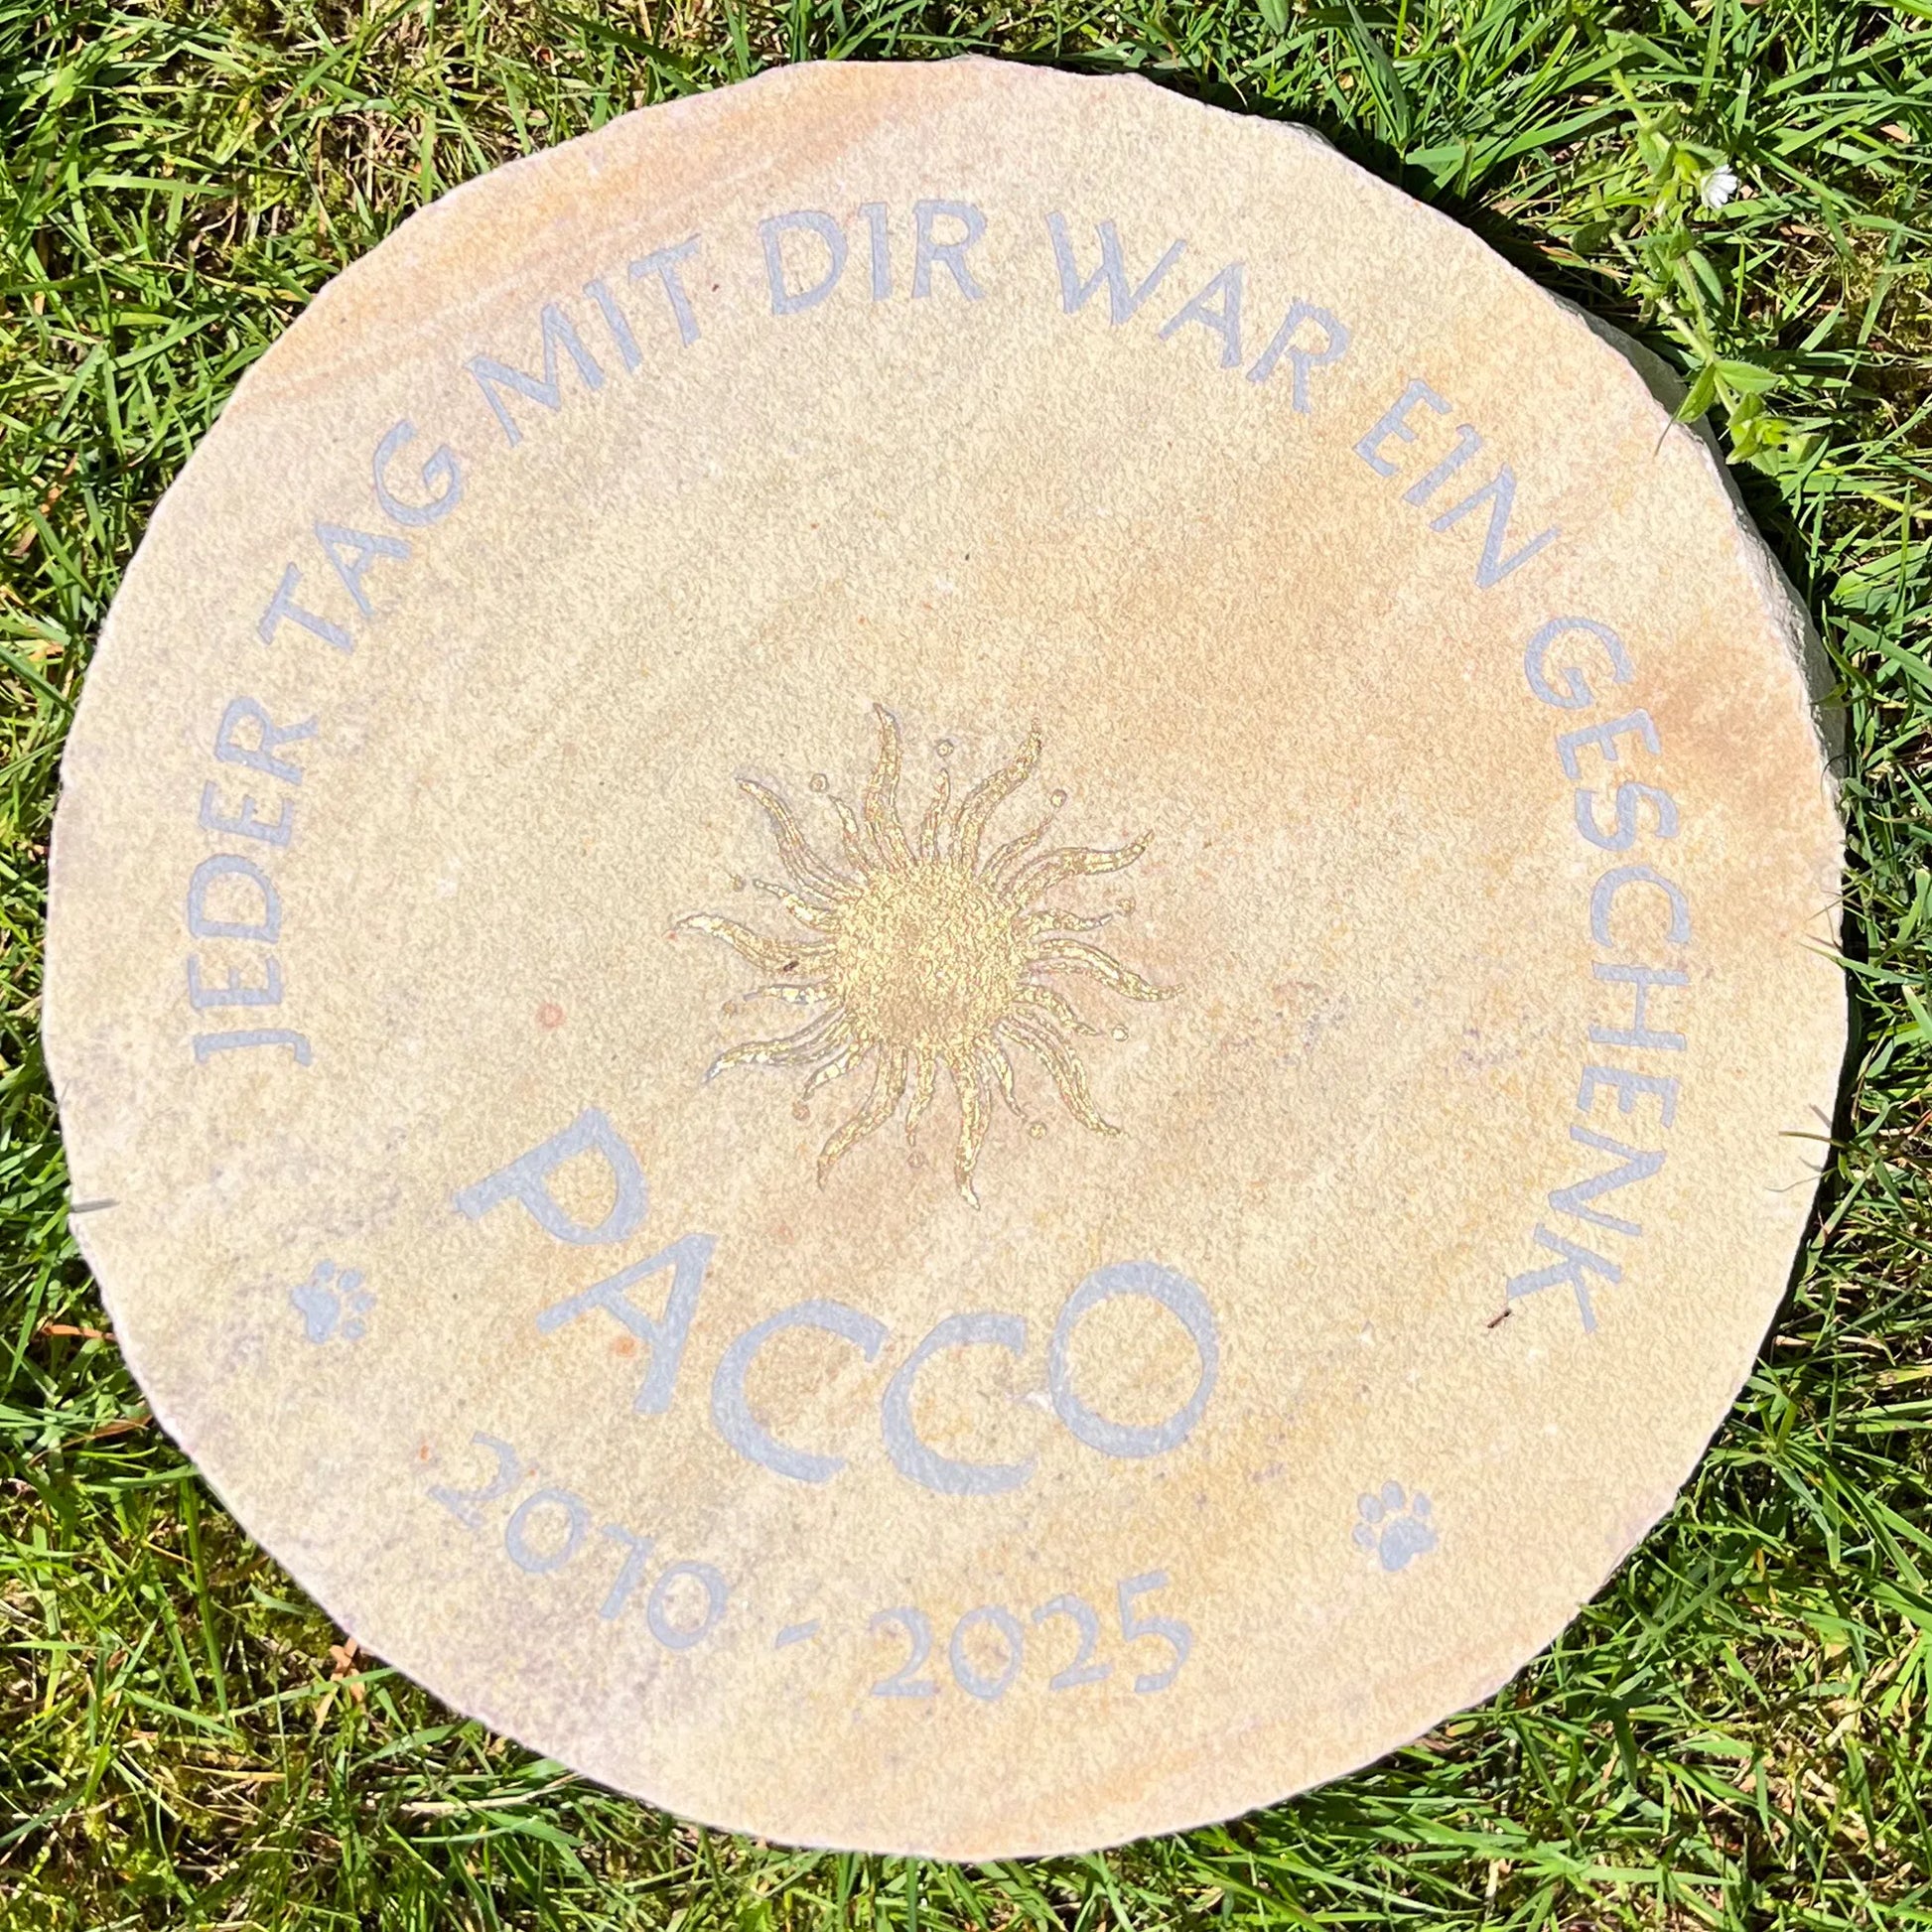 JEDER TAG MIT DIR WAR EIN GESCHENK
PACCO
2010 - 2025